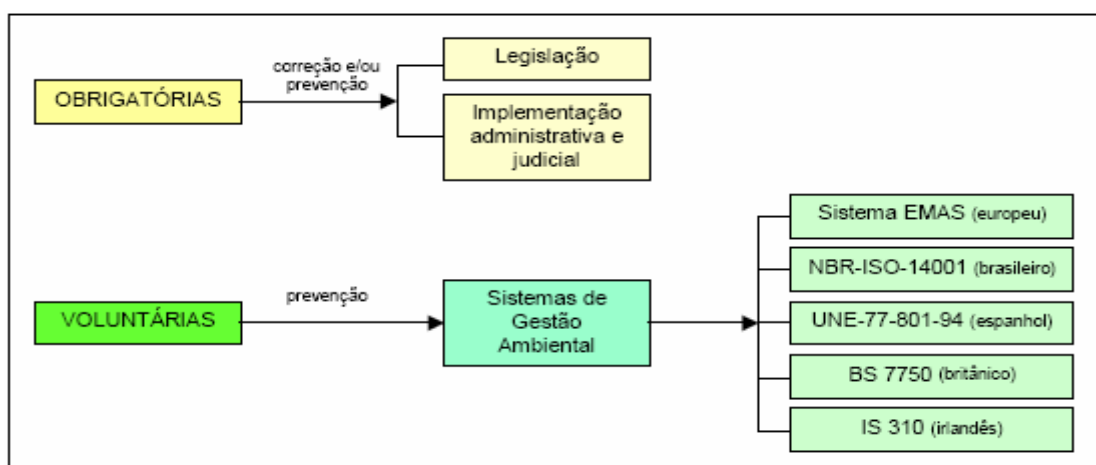 OBRIGATÓRIAS
correção e/ou
prevenção
Legislação
Implementação
administrativa e
judicial
VOLUNTÁRIAS
prevenção
Sistemas de
Gestão
Ambiental
Sistema EMAS (europeu)
NBR-ISO-14001 (brasileiro)
UNE-77-801-94 (espanhol)
BS 7750 (britânico)
IS 310 (irlandês)